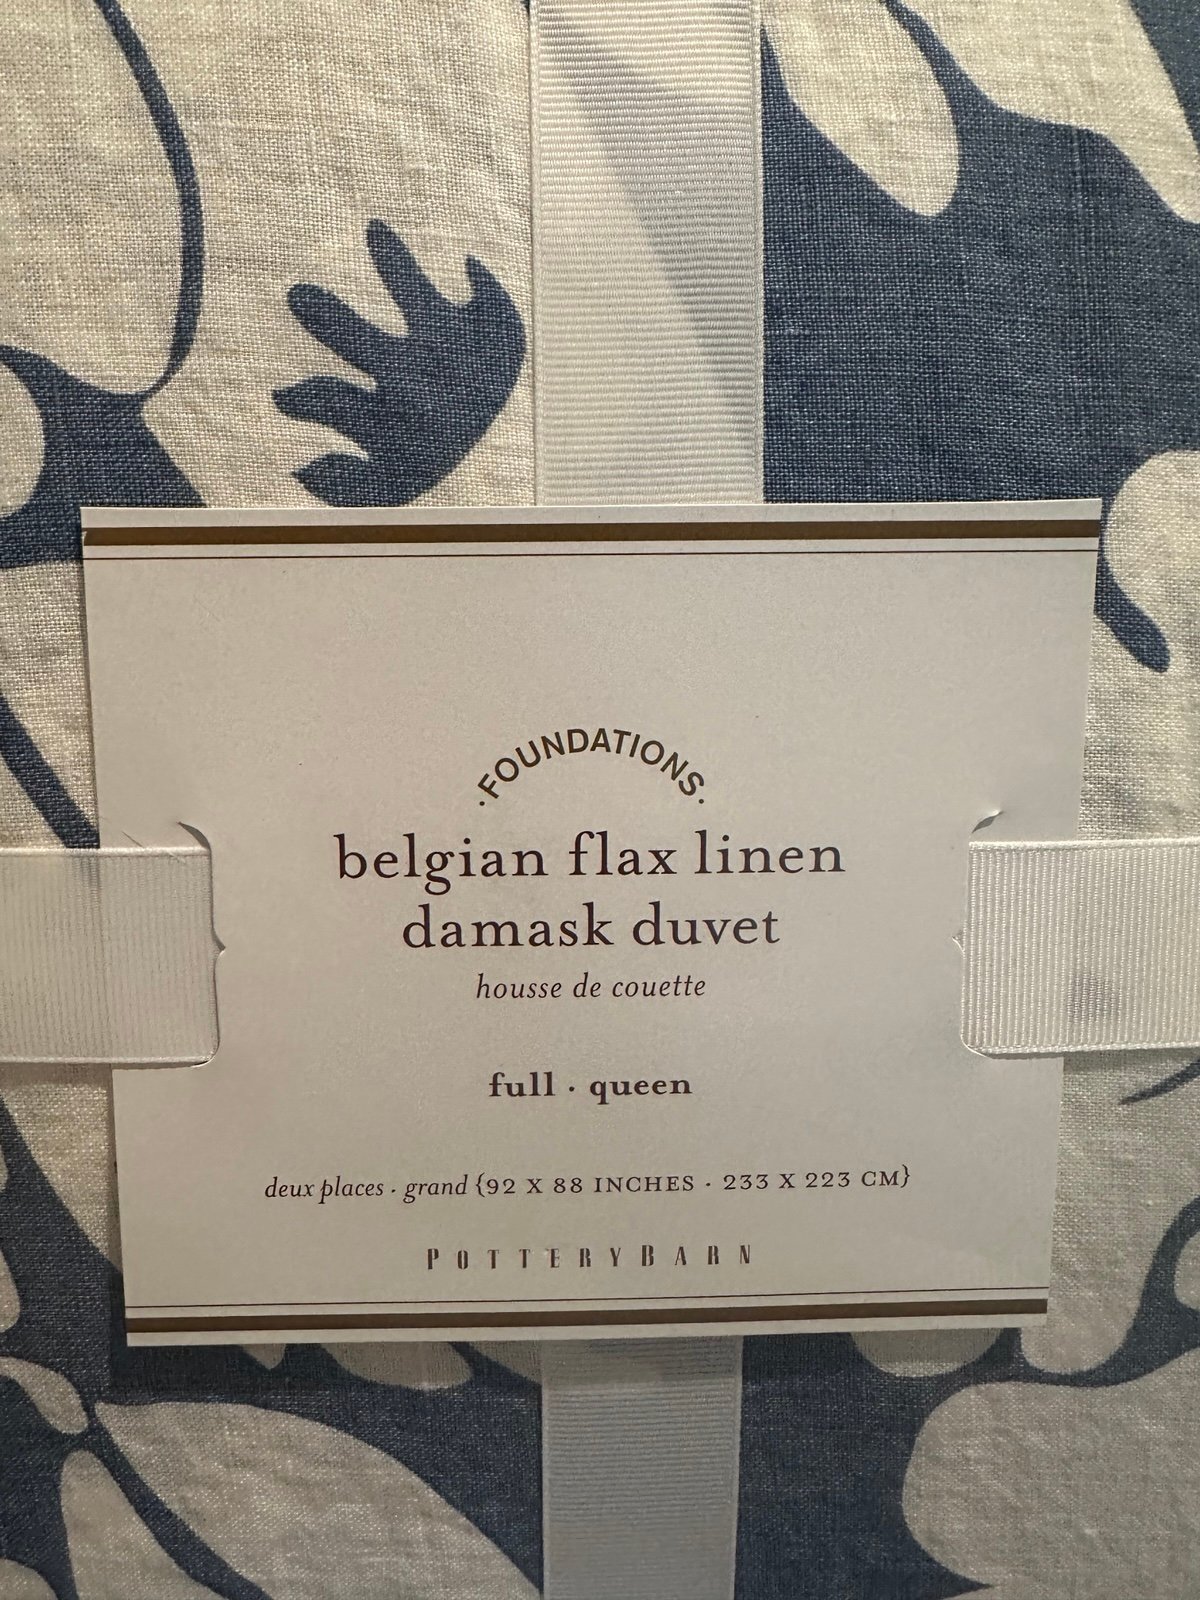 ·FOUNDATIONS·
belgian flax linen
damask duvet
housse de couette
full · queen
deux places · grand {92 X 88 INCHES · 233 X 223 CM}
POTTERYBARN